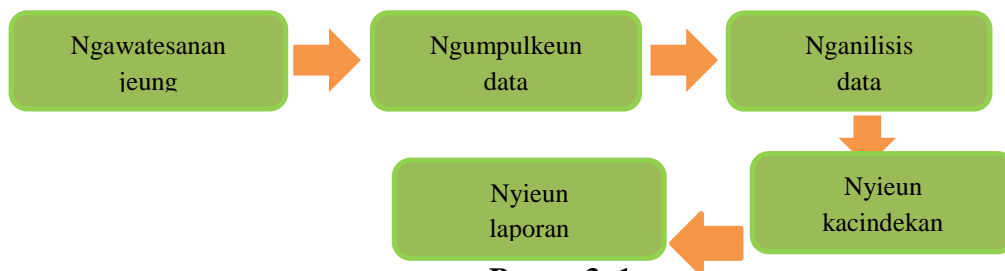 Ngawatesanan
jeung
Ngumpulkeun
data
Nganilisis
data
Nyieun
kacindekan
Nyieun
laporan